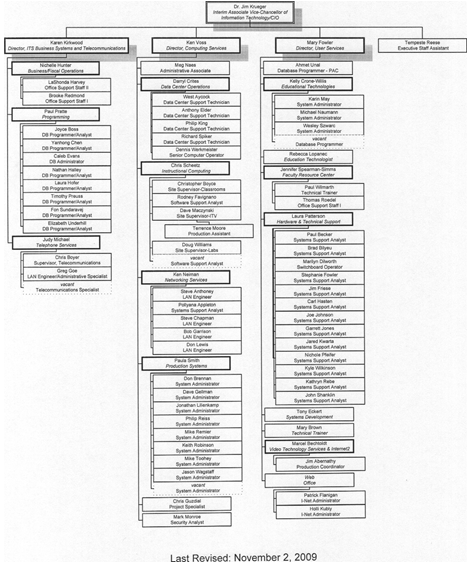 Dr. Jim Krueger
Interim Associate Vice-Chancellor of
Information Technology/CIO
Karen Kirkwood
Director, ITS Business Systems and Telecommunications
Nichelle Hunter
Business/Fiscal Operations
LaShonda Harvey
Office Support Staff II
Brooke Redmond
Office Support Staff I
Paul Pratte
Programming
Joyce Boss
DB Programmer/Analyst
Yanhong Chen
DB Programmer/Analyst
Caleb Evans
DB Administrator
Nathan Halley
DB Programmer/Analyst
Laura Hofer
DB Programmer/Analyst
Timothy Preuss
DB Programmer/Analyst
Fon Sundaravej
DB Programmer/Analyst
Elizabeth Underhill
DB Programmer/Analyst
Judy Michael
Telephone Services
Chris Boyer
Supervisor, Telecommunications
Greg Goe
LAN Engineer/Administrative Specialist
vacant
Telecommunications Specialist
Ken Voss
Director, Computing Services
Meg Naes
Administrative Associate
Darryl Crites
Data Center Operations
West Aycock
Data Center Support Technician
Anthony Elder
Data Center Support Technician
Philip King
Data Center Support Technician
Richard Spiker
Data Center Support Technician
Dennis Werkmeister
Senior Computer Operator
Chris Scheetz
Instructional Computing
Christopher Boyce
Site Supervisor-Classrooms
Rodney Favignano
Software Support Analyst
Dave Maczynski
Site Supervisor-ITV
Terrence Moore
Production Assistant
Doug Williams
Site Supervisor-Labs
vacant
Software Support Analyst
Ken Neiman
Networking Services
Steve Anthoney
LAN Engineer
Pollyana Appleton
Systems Support Analyst
Steve Chapman
LAN Engineer
Bob Garrison
LAN Engineer
Don Lewis
LAN Engineer
Paula Smith
Production Systems
Don Brennan
System Administrator
Dave Gellman
System Administrator
Jonathan Lilienkamp
System Administrator
Philip Reiss
System Administrator
Mike Remier
System Administrator
Keith Robinson
System Administrator
Mike Toohey
System Administrator
Jason Wagstaff
System Administrator
vacant
System Administrator
Chris Guzdial
Project Specialist
Mark Monroe
Security Analyst
Mary Fowler
Director, User Services
Ahmet Unal
Database Programmer - PAC
Kelly Crone-Willis
Educational Technologies
Karin May
System Administrator
Michael Naumann
System Administrator
Wesley Szwarc
System Administrator
vacant
Database Programmer
Rebecca Lopanec
Education Technologist
Jennifer Spearman-Simms
Faculty Resource Center
Paul Wilmarth
Technical Trainer
Thomas Roedel
Office Support Staff I
Laura Patterson
Hardware & Technical Support
Paul Becker
Systems Support Analyst
Brad Bilyeu
Systems Support Analyst
Marilyn Ditworth
Switchboard Operator
Stephanie Fowler
Systems Support Analyst
Jim Friese
Systems Support Analyst
Carl Hasten
Systems Support Analyst
Joe Johnson
Systems Support Analyst
Garrett Jones
Systems Support Analyst
Jared Kwarta
Systems Support Analyst
Nichole Pfeifer
Systems Support Analyst
Kyle Wilkinson
Systems Support Analyst
Kathryn Rabe
Systems Support Analyst
John Shanklin
Systems Support Analyst
Tony Eckert
Systems Development
Mary Brown
Technical Trainer
Marcel Bechtoldt
Video Technology Services & Internet2
Jim Abernathy
Production Coordinator
Web
Office
Patrick Flanigan
I-Net Administrator
Holli Kubly
I-Net Administrator
Tempesta Reese
Executive Staff Assistant
Last Revised: November 2, 2009